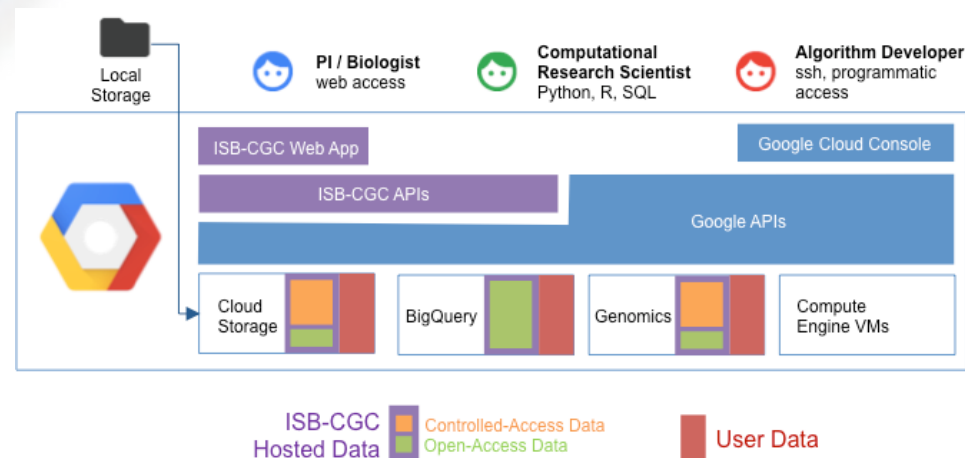 Local
Storage
PI / Biologist
web access
Computational
Research Scientist
Python, R, SQL
Algorithm Developer
ssh, programmatic
access
ISB-CGC Web App
Google Cloud Console
ISB-CGC APIs
Google APIs
Cloud
Storage
BigQuery
Genomics
Compute
Engine VMs
ISB-CGC
Hosted Data
Controlled-Access Data
Open-Access Data
User Data